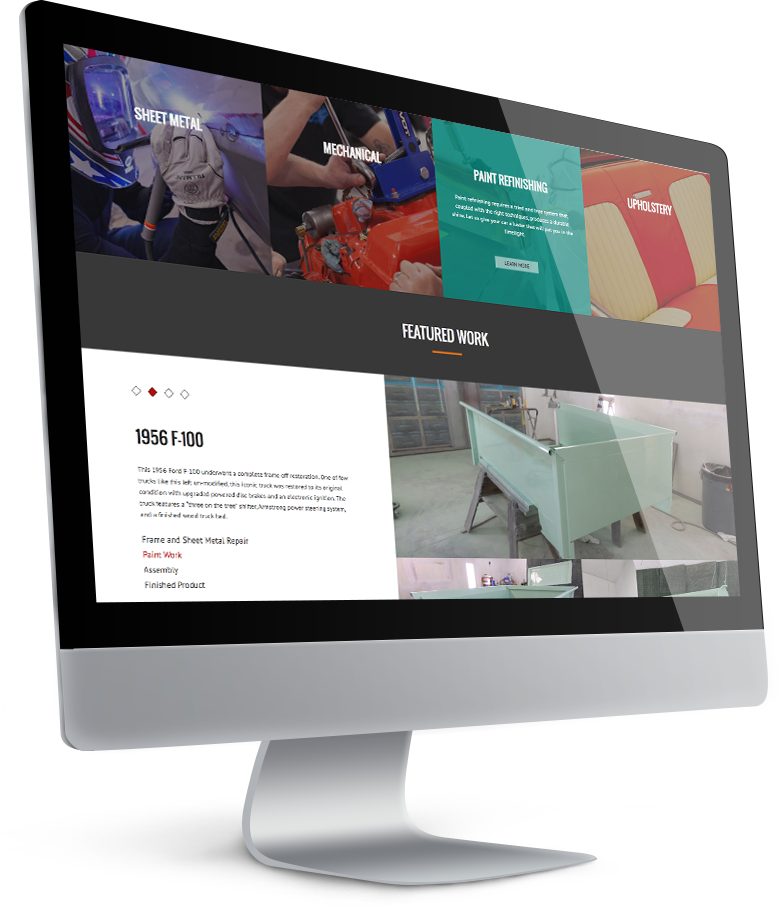 SHEET METAL
MECHANICAL
PAINT REFINISHING
Paint refinishing requires a tried and true system that,
coupled with the right techniques, produces a durable
shine. Let us give your car a luster that will put you in the
limelight.
LEARN MORE
UPHOLSTERY
FEATURED WORK
1956 F-100
This 1956 Ford F-100 underwent a complete frame off restoration. One of few
trucks like this left un-modified, this iconic truck was restored to its original
condition with upgraded powered disc brakes and an electronic ignition. The
truck features a "three on the tree" shifter, Armstrong power steering system,
and a finished wood truck bed.
Frame and Sheet Metal Repair
Paint Work
Assembly
Finished Product